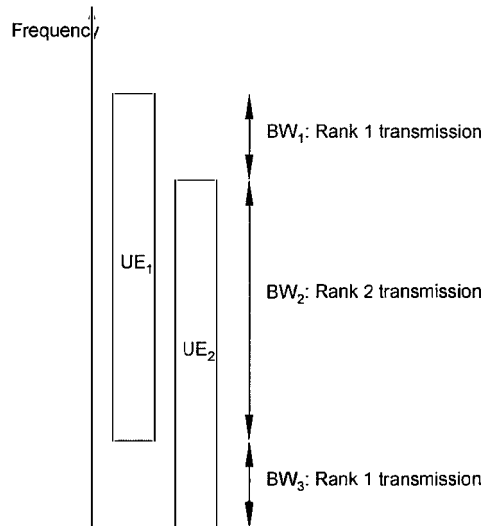 Frequency
BW₁: Rank 1 transmission
UE₁
BW₂: Rank 2 transmission
UE₂
BW₃: Rank 1 transmission